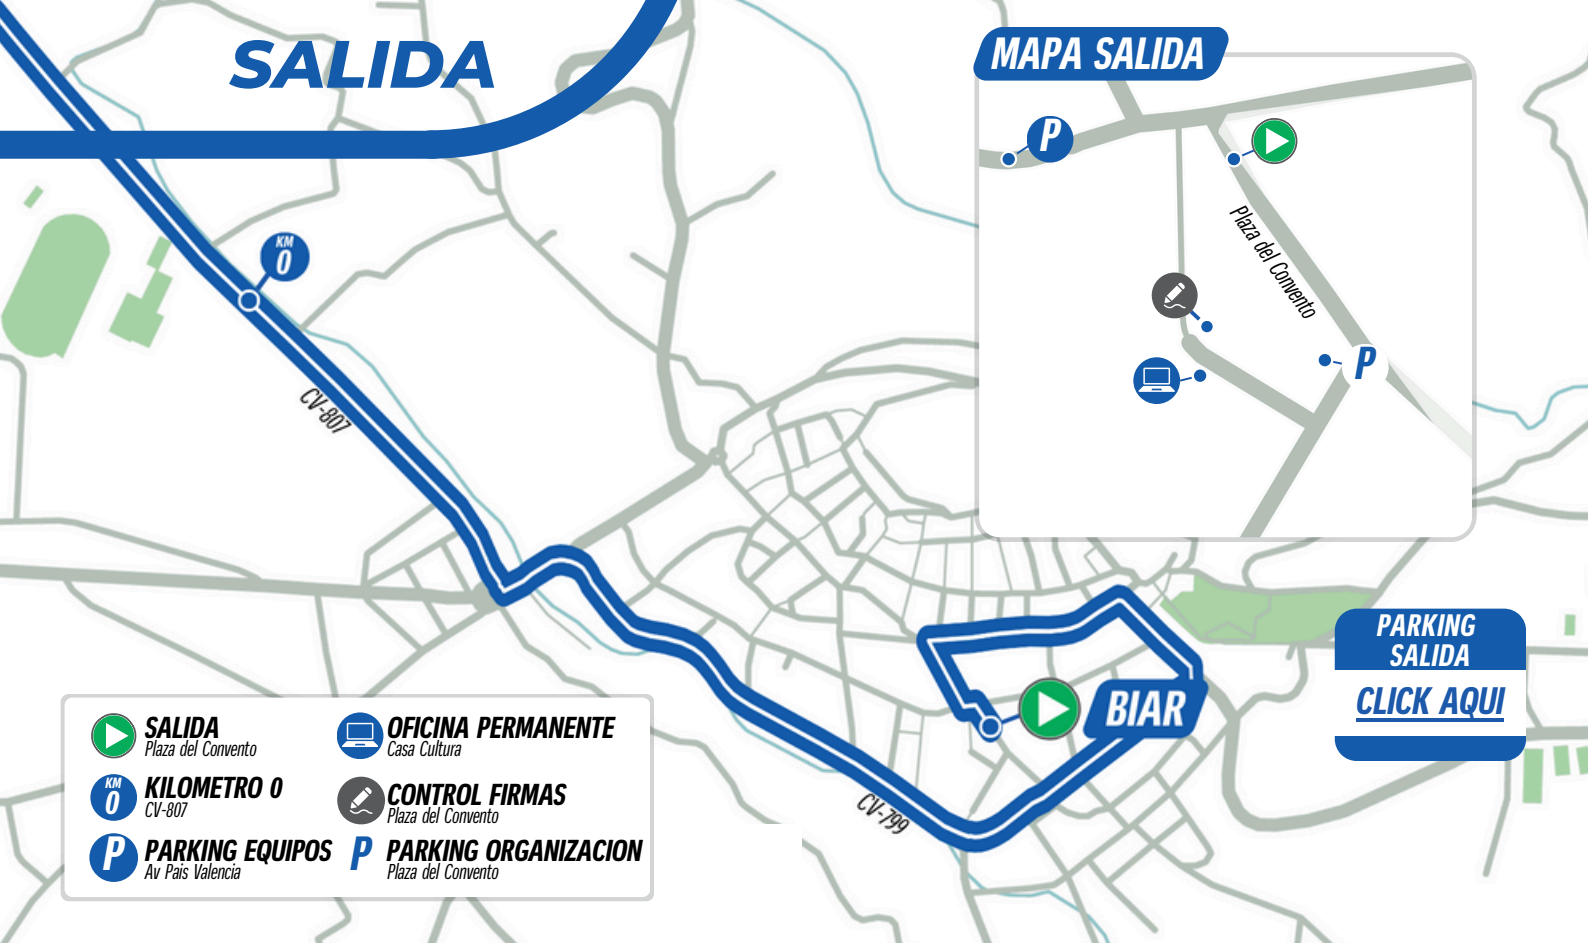 SALIDA
MAPA SALIDA
P
Plaza del Convento
P
KM
0
CV-807
BIAR
CV-799
PARKING
SALIDA
CLICK AQUI
SALIDA
Plaza del Convento
KM
0
KILOMETRO 0
CV-807
P
PARKING EQUIPOS
Av Pais Valencia
OFICINA PERMANENTE
Casa Cultura
CONTROL FIRMAS
Plaza del Convento
P
PARKING ORGANIZACION
Plaza del Convento